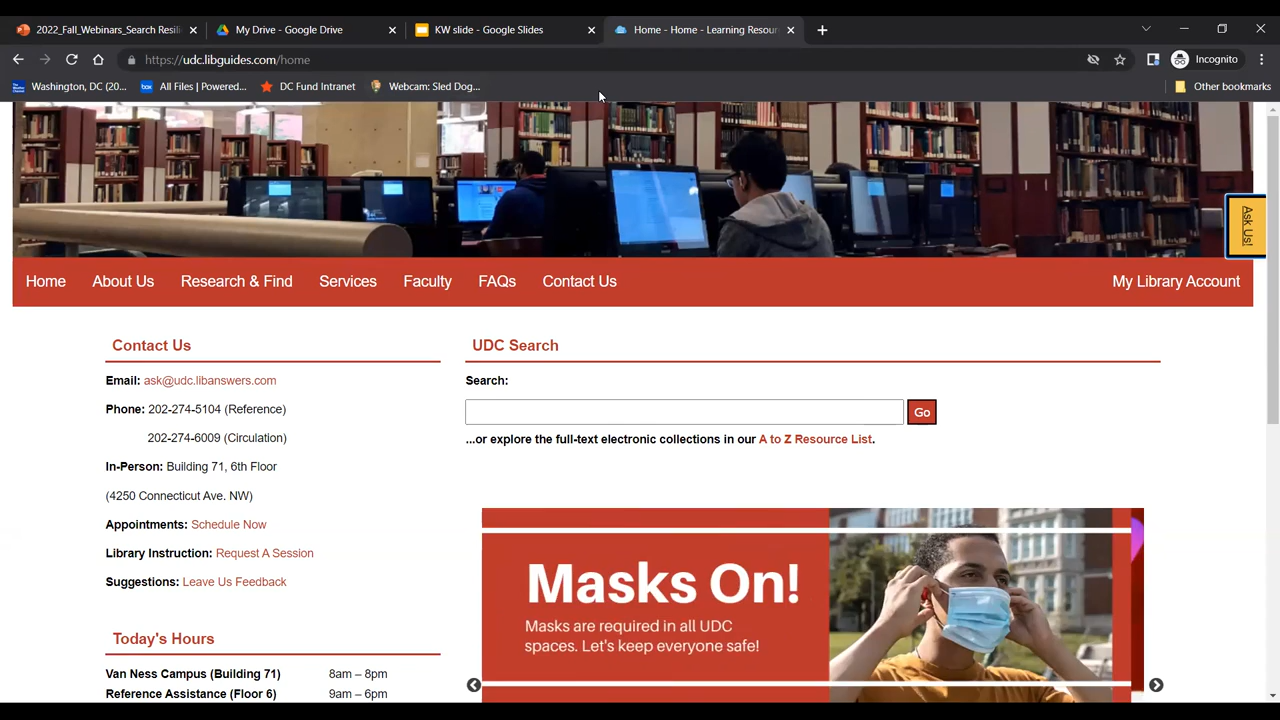 2022_Fall_Webinars_Search Resili
My Drive - Google Drive
KW slide - Google Slides
Home - Home - Learning Resour
https://udc.libguides.com/home
Incognito
Washington, DC (20...
All Files | Powered...
DC Fund Intranet
Webcam: Sled Dog...
Other bookmarks
Ask Us!
Home
About Us
Research & Find
Services
Faculty
FAQs
Contact Us
My Library Account
Contact Us
Email: ask@udc.libanswers.com
Phone: 202-274-5104 (Reference)
202-274-6009 (Circulation)
In-Person: Building 71, 6th Floor
(4250 Connecticut Ave. NW)
Appointments: Schedule Now
Library Instruction: Request A Session
Suggestions: Leave Us Feedback
Today's Hours
Van Ness Campus (Building 71) 8am – 8pm
Reference Assistance (Floor 6) 9am – 6pm
UDC Search
Search:
Go
...or explore the full-text electronic collections in our A to Z Resource List.
Masks On!
Masks are required in all UDC
spaces. Let's keep everyone safe!